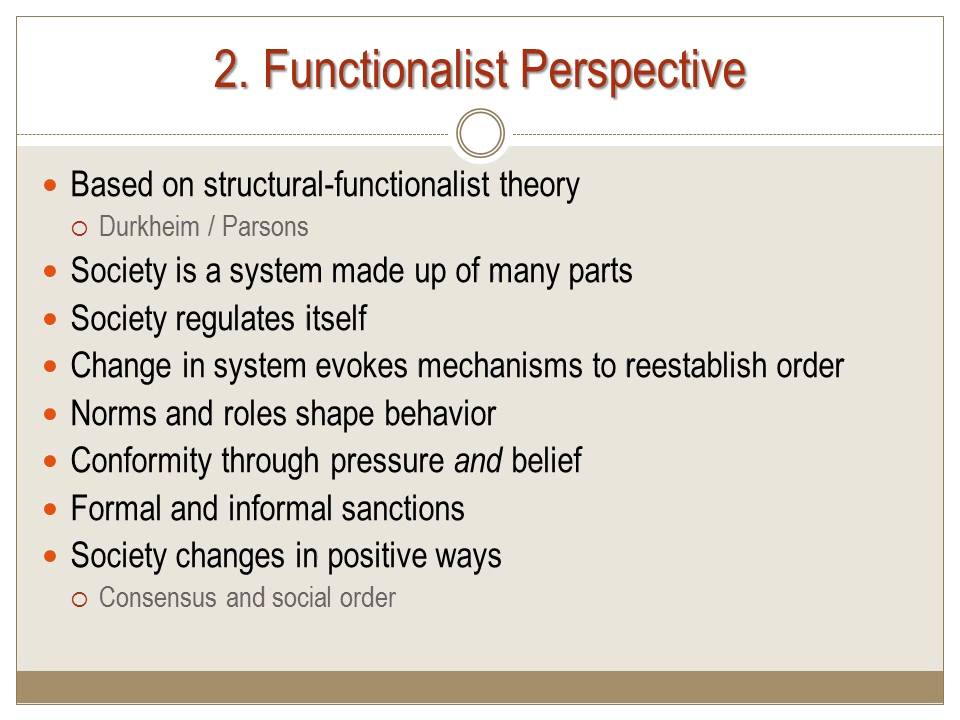 2. Functionalist Perspective
Based on structural-functionalist theory
Durkheim / Parsons
Society is a system made up of many parts
Society regulates itself
Change in system evokes mechanisms to reestablish order
Norms and roles shape behavior
Conformity through pressure and belief
Formal and informal sanctions
Society changes in positive ways
Consensus and social order